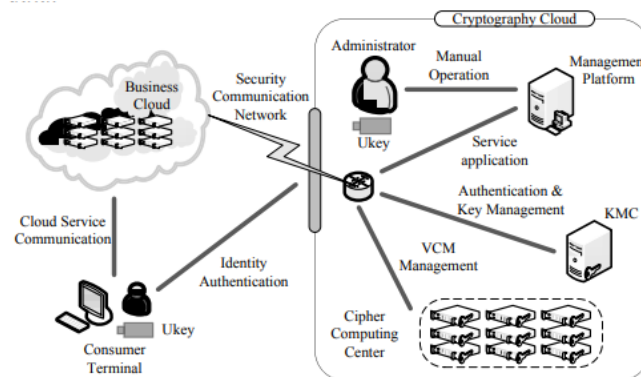 Cryptography Cloud
Administrator
Manual
Operation
Management
Platform
Security
Communication
Network
Business
Cloud
Ukey
Service
application
Authentication &
Key Management
KMC
Cloud Service
Communication
VCM
Management
Identity
Authentication
Cipher
Computing
Center
Ukey
Consumer
Terminal